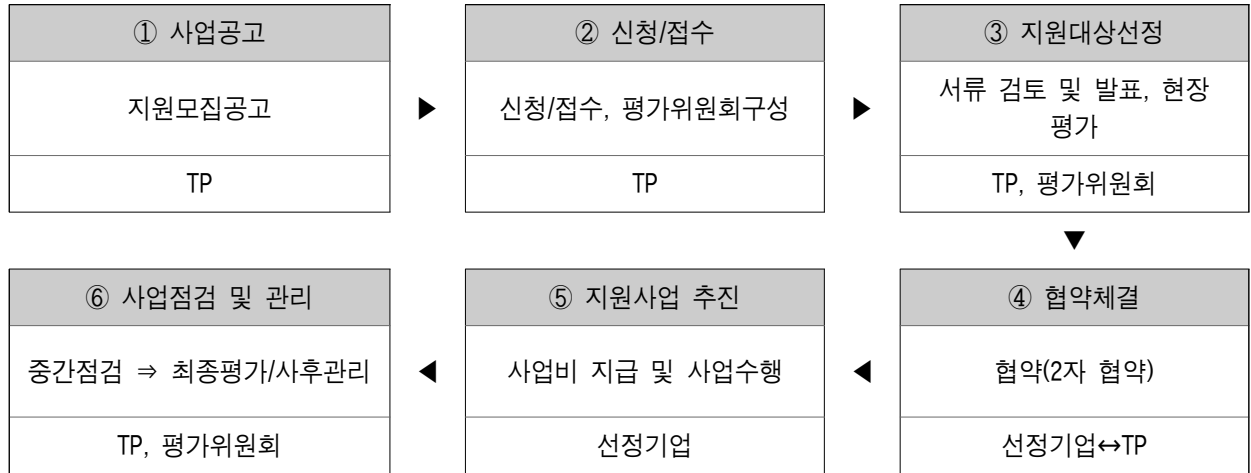 ① 사업공고
지원모집공고
TP
▶
② 신청/접수
신청/접수, 평가위원회구성
TP
▶
③ 지원대상선정
서류 검토 및 발표, 현장
평가
TP, 평가위원회
▼
④ 협약체결
협약(2자 협약)
선정기업↔TP
◀
⑤ 지원사업 추진
사업비 지급 및 사업수행
선정기업
◀
⑥ 사업점검 및 관리
중간점검 ⇒ 최종평가/사후관리
TP, 평가위원회